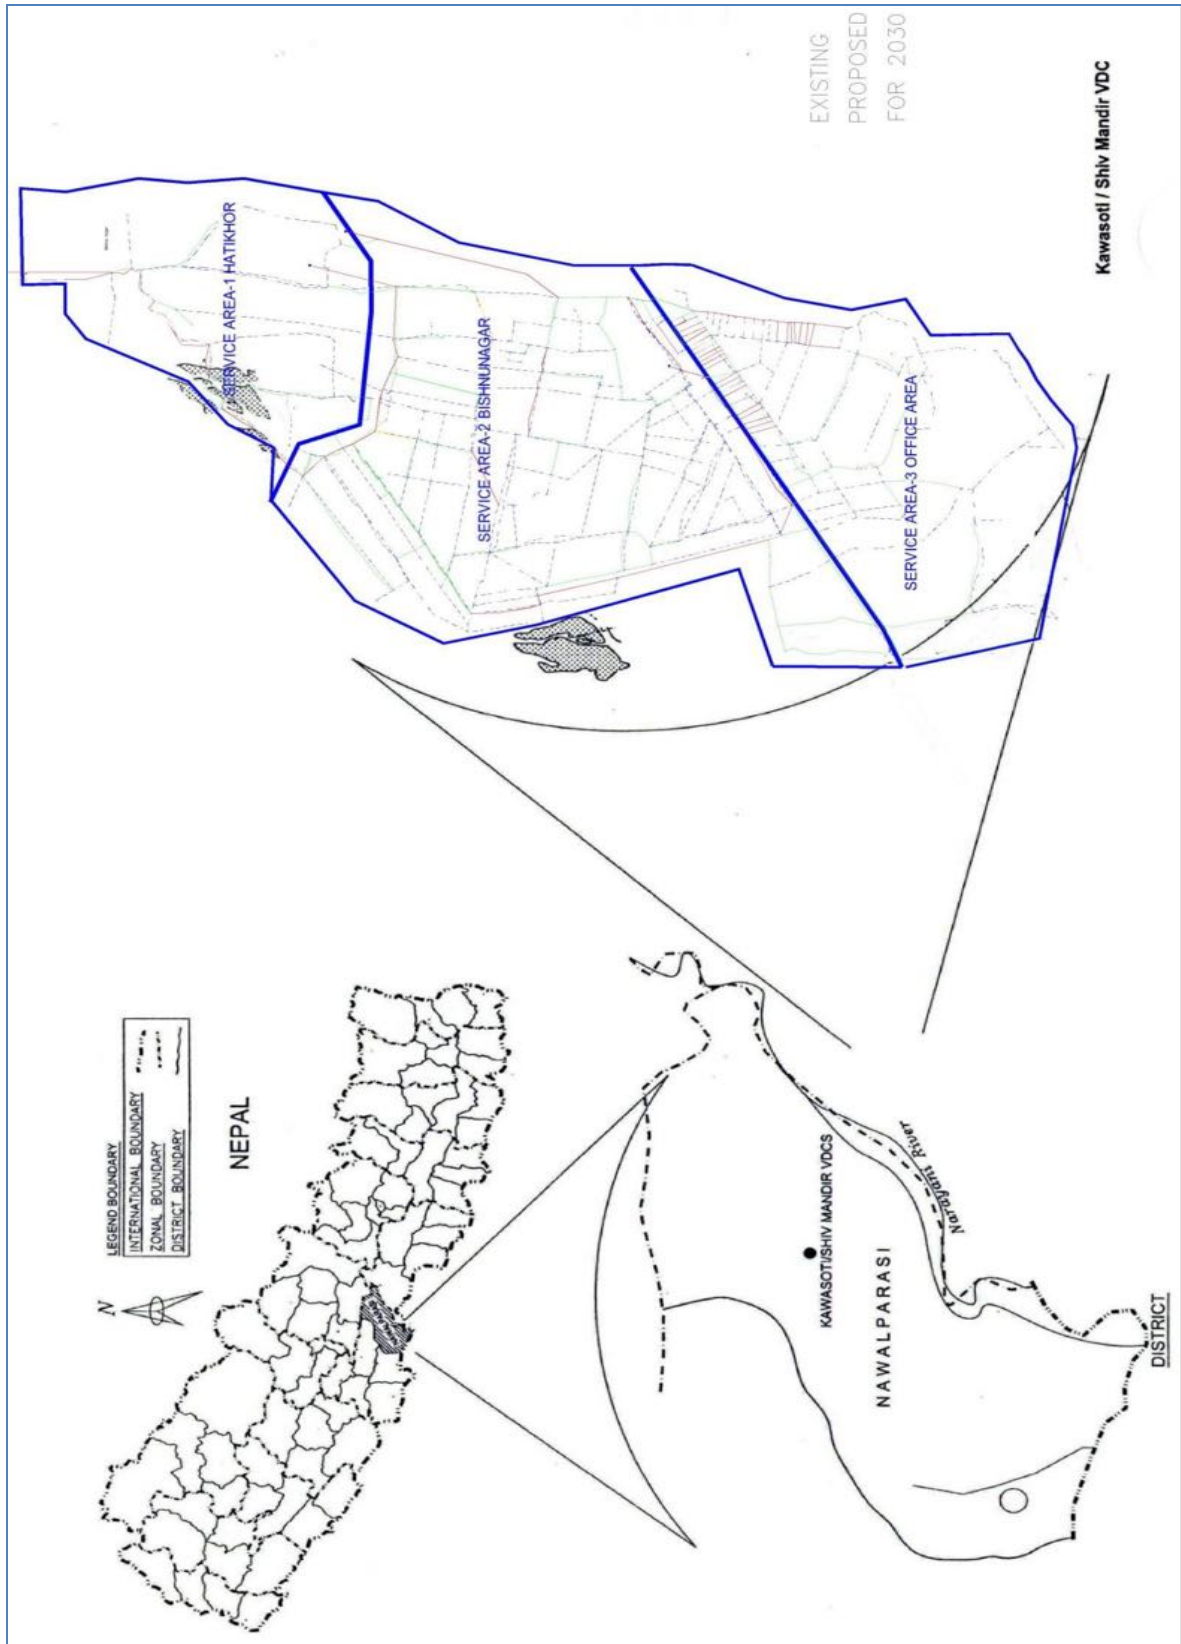 N
LEGEND BOUNDARY
INTERNATIONAL BOUNDARY
ZONAL BOUNDARY
DISTRICT BOUNDARY
NEPAL
KAWASOTI/SHIV MANDIR VDCS
NAWALPARASI
Narayani River
DISTRICT
SERVICE AREA-1 HATIKHOR
SERVICE AREA-2 BISHNUNAGAR
SERVICE AREA-3 OFFICE AREA
EXISTING
PROPOSED
FOR 2030
Kawasoti / Shiv Mandir VDC